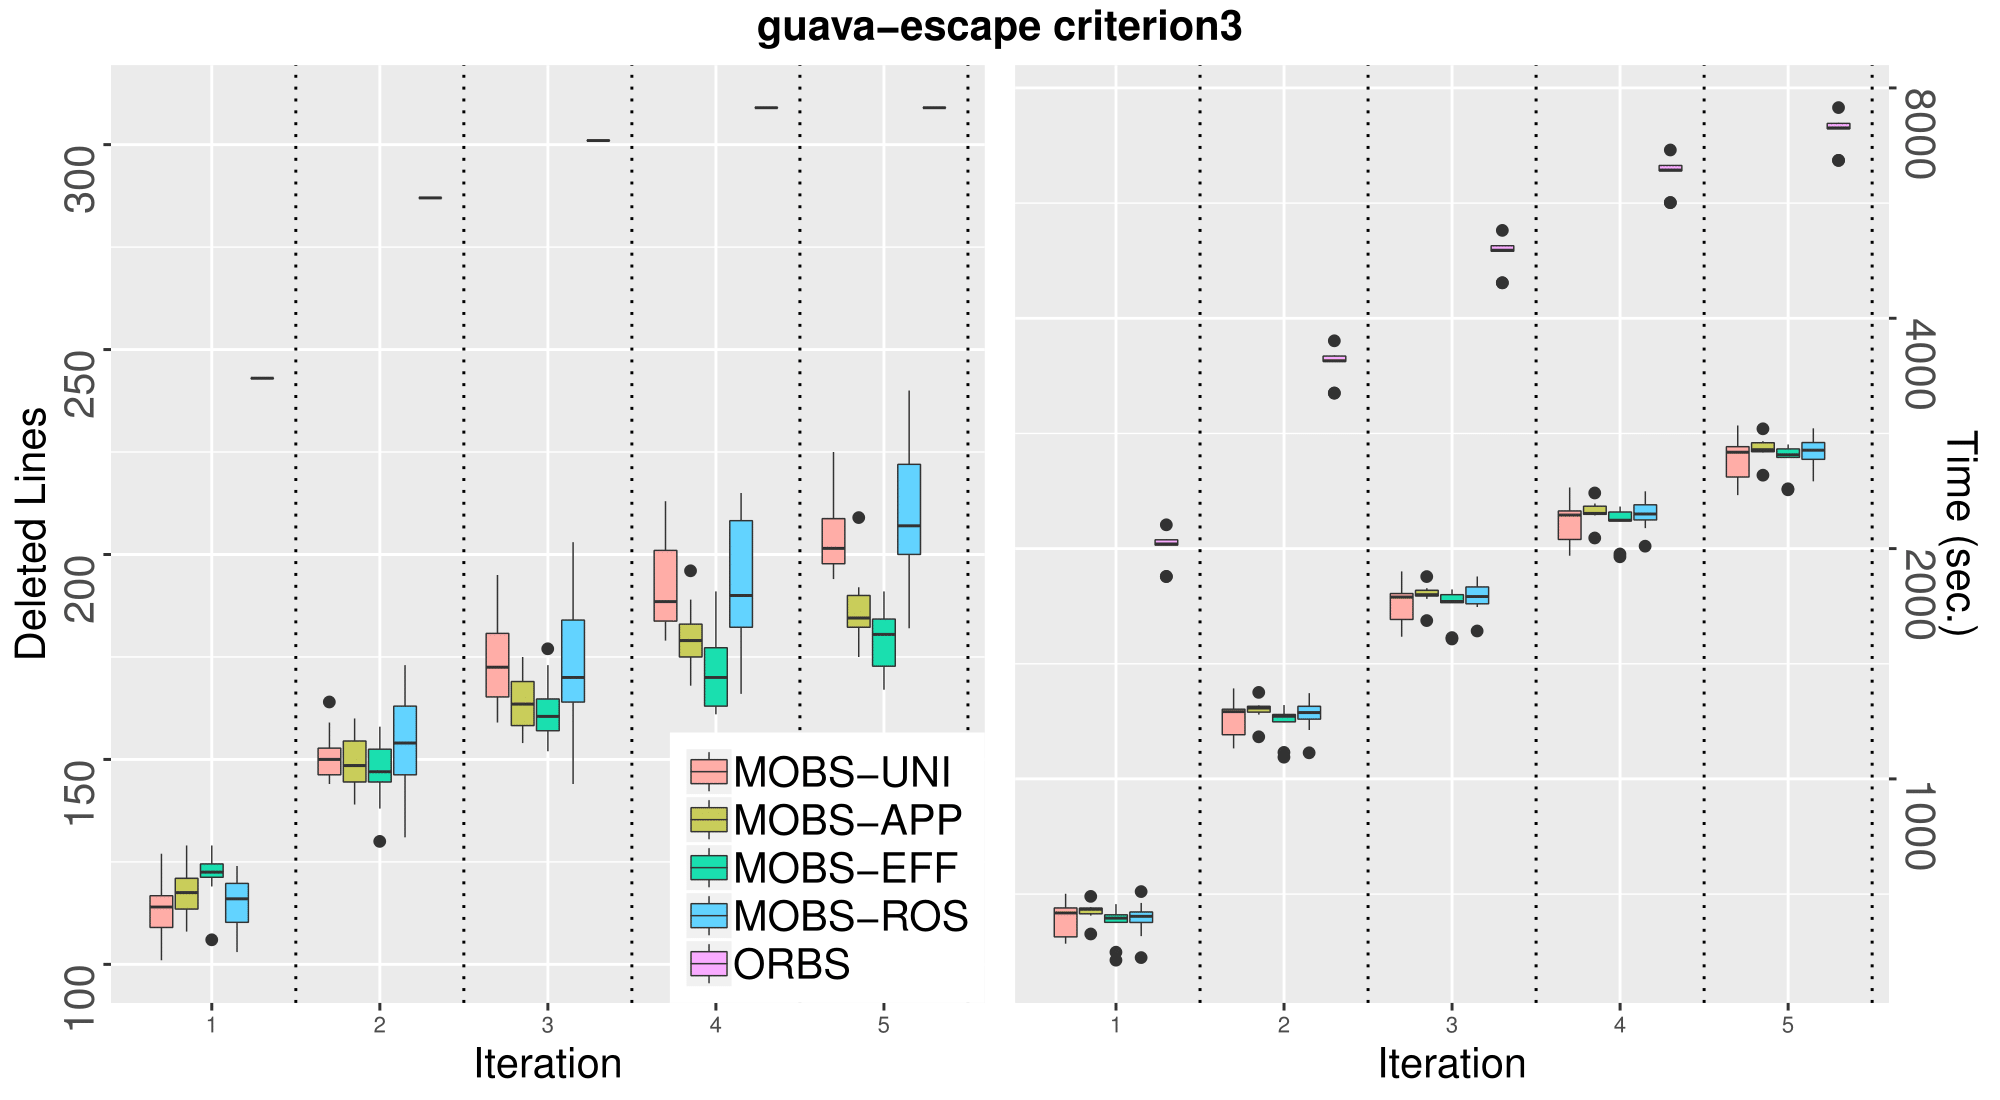 guava−escape criterion3
Deleted Lines
300
250
200
150
100
1
2
3
4
5
Iteration
MOBS−UNI
MOBS−APP
MOBS−EFF
MOBS−ROS
ORBS
1
2
3
4
5
Iteration
8000
4000
2000
1000
Time (sec.)